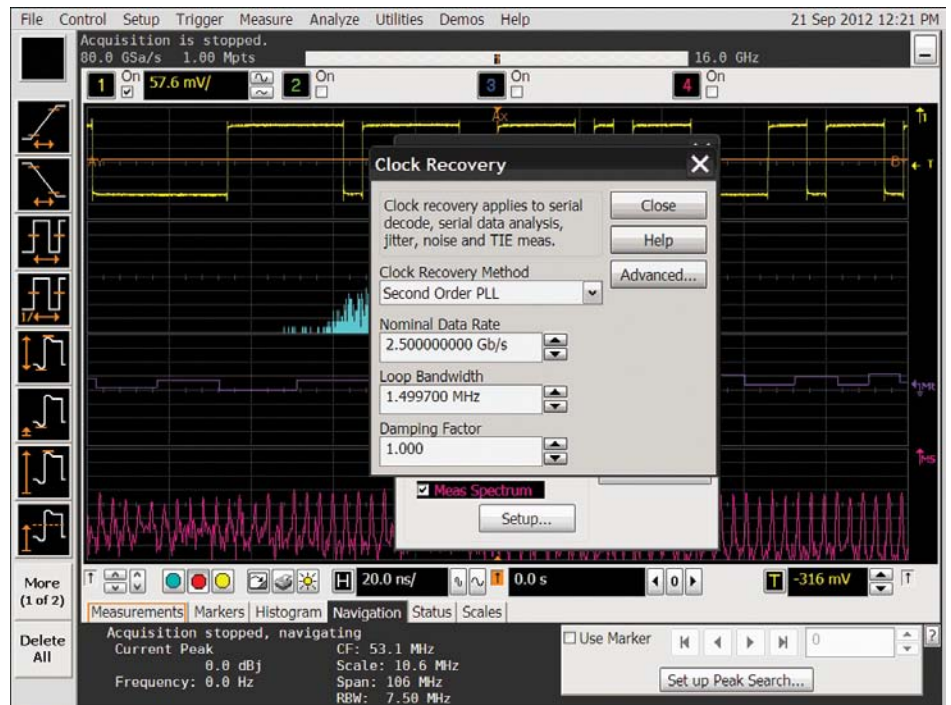 File Control Setup Trigger Measure Analyze Utilities Demos Help 21 Sep 2012 12:21 PM
Acquisition is stopped.
80.0 GSa/s 1.00 Mpts 16.0 GHz
1 On 57.6 mV/ 2 On 3 On 4 On
Clock Recovery
Clock recovery applies to serial
decode, serial data analysis,
jitter, noise and TIE meas.
Close
Help
Advanced...
Clock Recovery Method
Second Order PLL
Nominal Data Rate
2.500000000 Gb/s
Loop Bandwidth
1.499700 MHz
Damping Factor
1.000
Meas Spectrum
Setup...
1/4
More
(1 of 2)
Delete
All
H 20.0 ns/ 0.0 s 0 T -316 mV
Measurements Markers Histogram Navigation Status Scales
Acquisition stopped, navigating
Current Peak CF: 53.1 MHz
0.0 dBj Scale: 10.6 MHz
Frequency: 0.0 Hz Span: 106 MHz
RBW: 7.50 MHz
Use Marker 0 ?
Set up Peak Search...